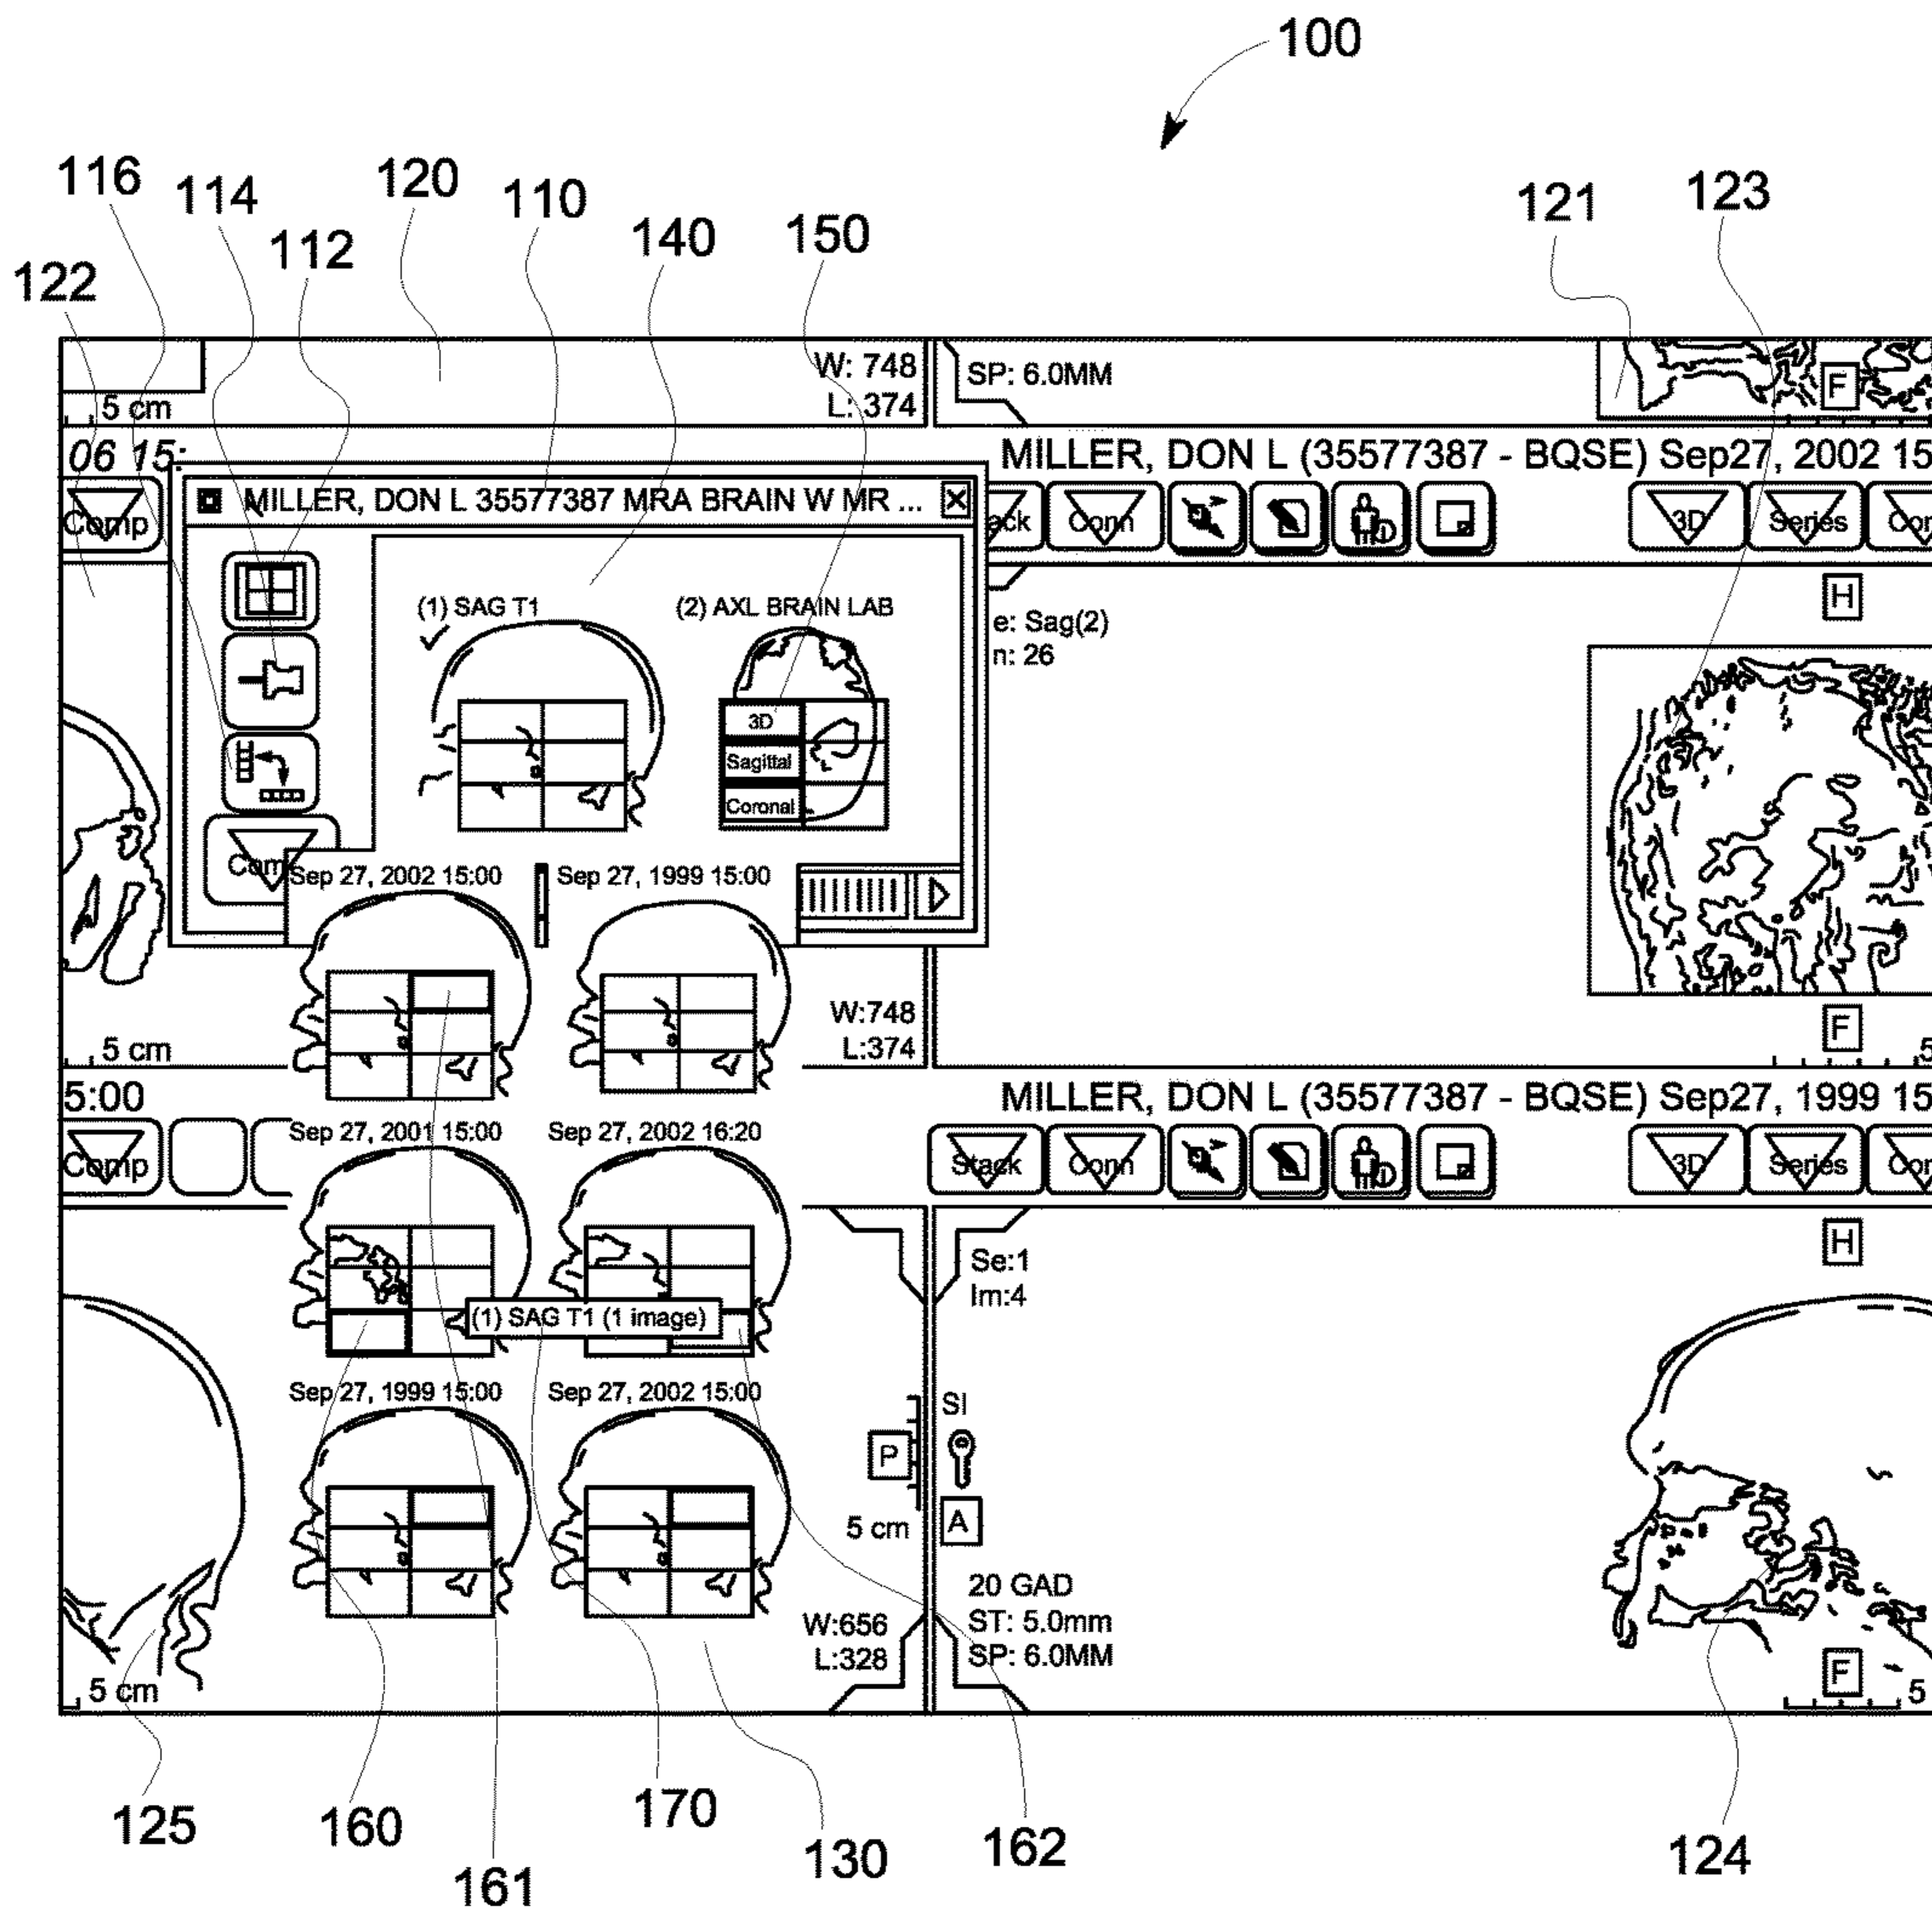 100
116
114
120
110
140
150
121
123
112
122
W: 748
L: 374
5 cm
SP: 6.0MM
F
06 15:
MILLER, DON L (35577387 - BQSE) Sep27, 2002 15
MILLER, DON L 35577387 MRA BRAIN W MR ...
Comp
ack
Conn
3D
Series
Con
H
(1) SAG T1
(2) AXL BRAIN LAB
e: Sag(2)
n: 26
3D
Sagittal
Coronal
Com
Sep 27, 2002 15:00
Sep 27, 1999 15:00
W:748
L:374
F
5 cm
5
5:00
MILLER, DON L (35577387 - BQSE) Sep27, 1999 15
Comp
Sep 27, 2001 15:00
Sep 27, 2002 16:20
Stack
Conn
3D
Series
Con
H
Se:1
Im:4
(1) SAG T1 (1 image)
Sep 27, 1999 15:00
Sep 27, 2002 15:00
SI
P
5 cm
A
20 GAD
W:656
ST: 5.0mm
L:328
SP: 6.0MM
F
5 cm
5
125
160
170
130
162
124
161